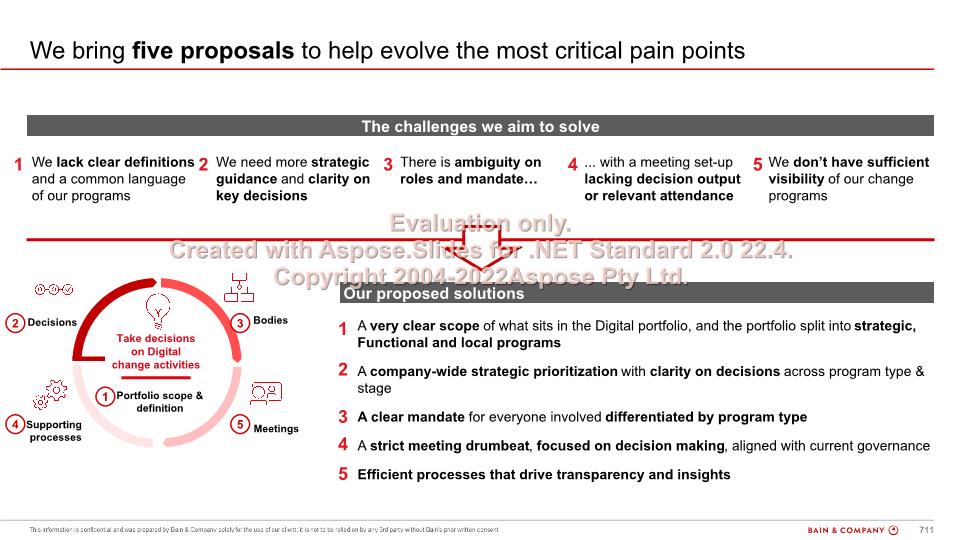 We bring five proposals to help evolve the most critical pain points
The challenges we aim to solve
1 We lack clear definitions
and a common language
of our programs
2 We need more strategic
guidance and clarity on
key decisions
3 There is ambiguity on
roles and mandate…
4 ... with a meeting set-up
lacking decision output
or relevant attendance
5 We don’t have sufficient
visibility of our change
programs
Evaluation only.
Created with Aspose.Slides for .NET Standard 2.0 22.4.
Copyright 2004-2022Aspose Pty Ltd.
2 Decisions
3 Bodies
Take decisions
on Digital
change activities
1 Portfolio scope &
definition
4 Supporting
processes
5 Meetings
Our proposed solutions
1 A very clear scope of what sits in the Digital portfolio, and the portfolio split into strategic,
Functional and local programs
2 A company-wide strategic prioritization with clarity on decisions across program type &
stage
3 A clear mandate for everyone involved differentiated by program type
4 A strict meeting drumbeat, focused on decision making, aligned with current governance
5 Efficient processes that drive transparency and insights
This information is confidential and was prepared by Bain & Company solely for the use of our client; it is not to be relied on by any 3rd party without Bain's prior written consent
BAIN & COMPANY
711